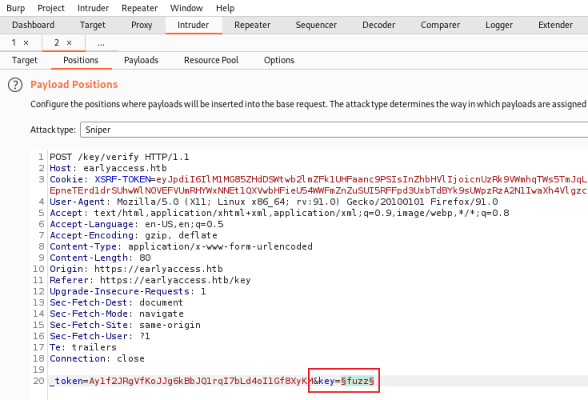 Burp Project Intruder Repeater Window Help
Dashboard Target Proxy Intruder Repeater Sequencer Decoder Comparer Logger Extender
1 × 2 × ...
Target Positions Payloads Resource Pool Options
? Payload Positions
Configure the positions where payloads will be inserted into the base request. The attack type determines the way in which payloads are assigned
Attack type: Sniper
1 POST /key/verify HTTP/1.1
2 Host: earlyaccess.htb
3 Cookie: XSRF-TOKEN=
4 User-Agent: Mozilla/5.0 (X11; Linux x86_64; rv:91.0) Gecko/20100101 Firefox/91.0
5 Accept: text/html,application/xhtml+xml,application/xml;q=0.9,image/webp,*/*;q=0.8
6 Accept-Language: en-US,en;q=0.5
7 Accept-Encoding: gzip, deflate
8 Content-Type: application/x-www-form-urlencoded
9 Content-Length: 80
10 Origin: https://earlyaccess.htb
11 Referer: https://earlyaccess.htb/key
12 Upgrade-Insecure-Requests: 1
13 Sec-Fetch-Dest: document
14 Sec-Fetch-Mode: navigate
15 Sec-Fetch-Site: same-origin
16 Sec-Fetch-User: ?1
17 Te: trailers
18 Connection: close
19
20 _token=&key=§fuzz§